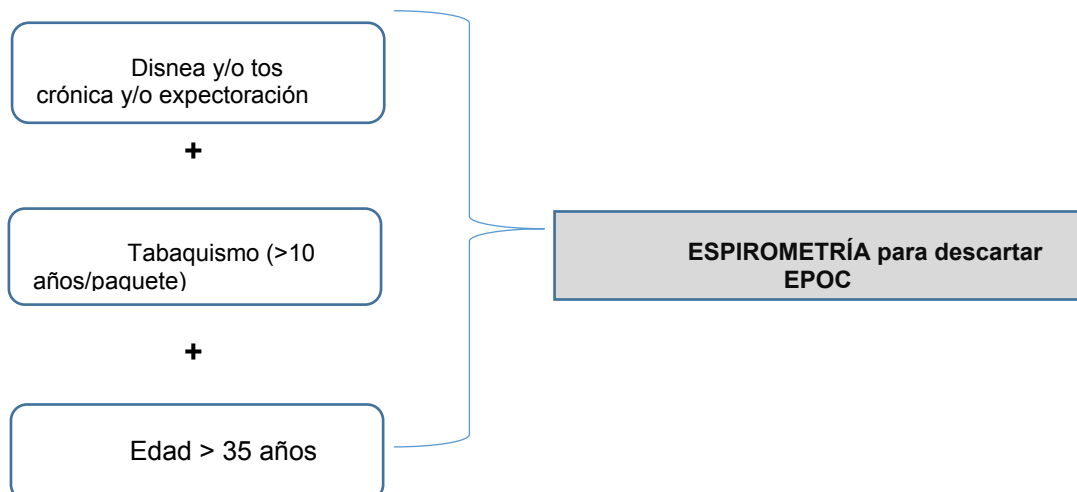 Disnea y/o tos
crónica y/o expectoración
+
Tabaquismo (>10
años/paquete)
+
Edad > 35 años
ESPIROMETRÍA para descartar
EPOC